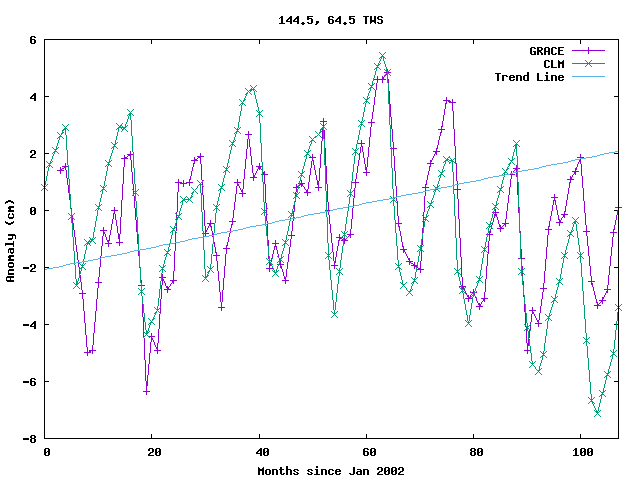 144.5, 64.5 TWS
GRACE
CLM
Trend Line
6
4
2
0
-2
-4
-6
-8
Anomaly (cm)
0 20 40 60 80 100
Months since Jan 2002